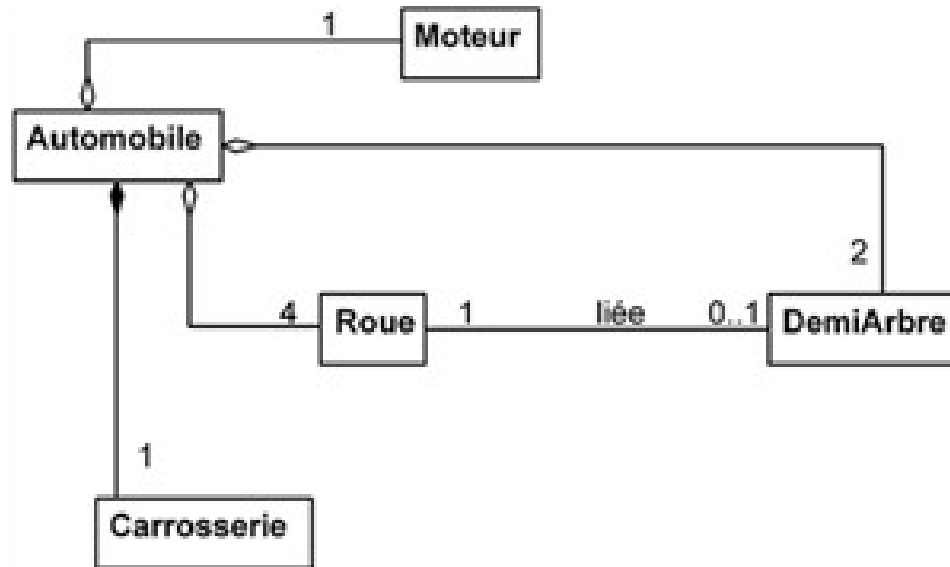 1 Moteur
Automobile
2
4 Roue 1 liée 0..1 DemiArbre
1
Carrosserie